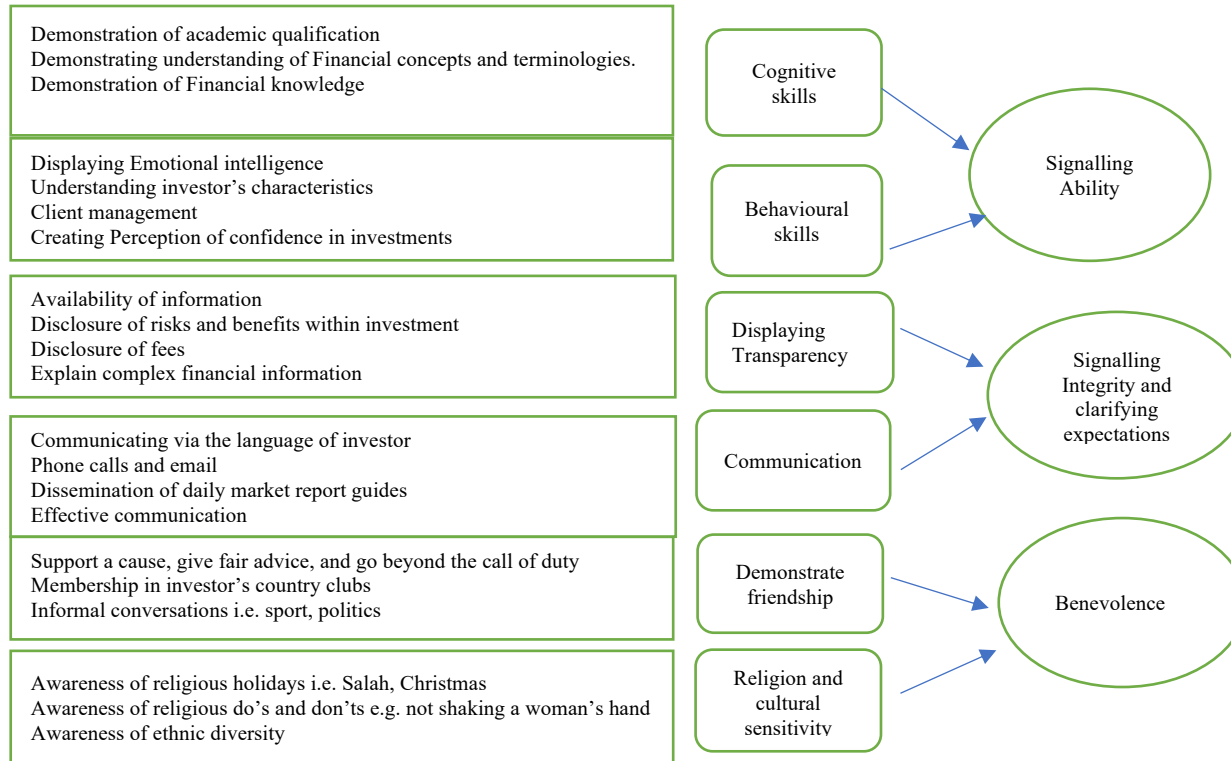 Demonstration of academic qualification
Demonstrating understanding of Financial concepts and terminologies.
Demonstration of Financial knowledge
Cognitive
skills
Displaying Emotional intelligence
Understanding investor's characteristics
Client management
Creating Perception of confidence in investments
Behavioural
skills
Signalling
Ability
Availability of information
Disclosure of risks and benefits within investment
Disclosure of fees
Explain complex financial information
Displaying
Transparency
Communicating via the language of investor
Phone calls and email
Dissemination of daily market report guides
Effective communication
Communication
Signalling
Integrity and
clarifying
expectations
Support a cause, give fair advice, and go beyond the call of duty
Membership in investor's country clubs
Informal conversations i.e. sport, politics
Demonstrate
friendship
Awareness of religious holidays i.e. Salah, Christmas
Awareness of religious do's and don'ts e.g. not shaking a woman's hand
Awareness of ethnic diversity
Religion and
cultural
sensitivity
Benevolence